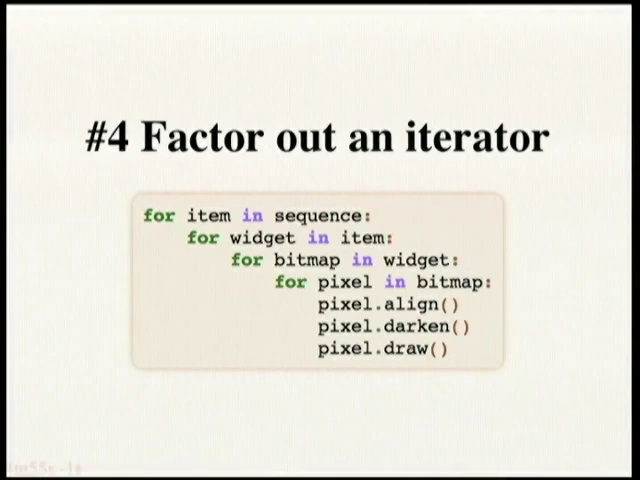 #4 Factor out an iterator
for item in sequence:
    for widget in item:
        for bitmap in widget:
            for pixel in bitmap:
                pixel.align()
                pixel.darken()
                pixel.draw()